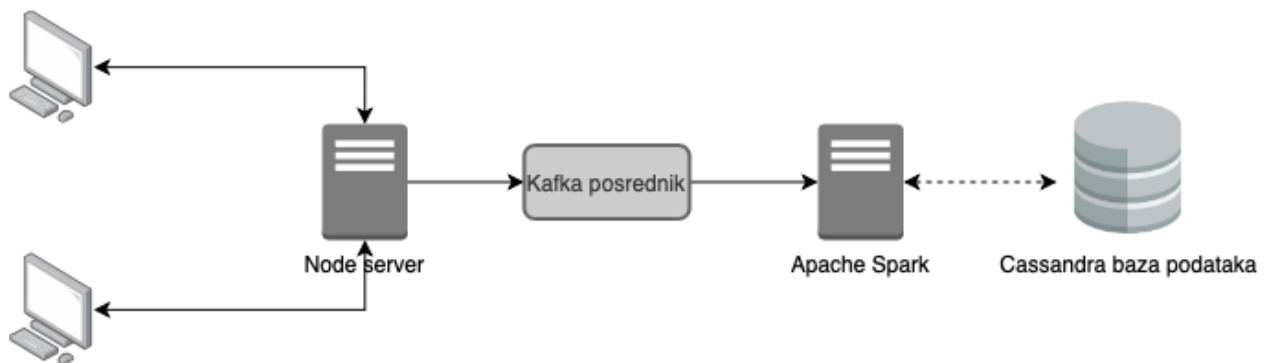 Kafka posrednik
Node server
Apache Spark
Cassandra baza podataka